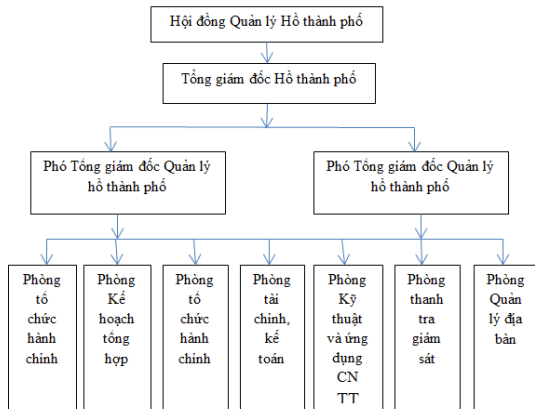 Hội đồng Quản lý Hồ thành phố
Tổng giám đốc Hồ thành phố
Phó Tổng giám đốc Quản lý
hồ thành phố
Phó Tổng giám đốc Quản lý
hồ thành phố
Phòng
tổ
chức
hành
chính
Phòng
Kế
hoạch
tổng
hợp
Phòng
tổ
chức
hành
chính
Phòng
tài
chính,
kế
toán
Phòng
Kỹ
thuật
và ứng
dụng
CN
TT
Phòng
thanh
tra
giám
sát
Phòng
Quản
lý địa
bàn